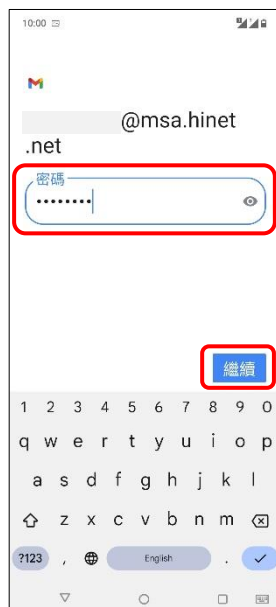 10:00
@msa.hinet
.net
密碼
••••••••
繼續
1 2 3 4 5 6 7 8 9 0
q w e r t y u i o p
a s d f g h j k l
z x c v b n m
?123 , English .